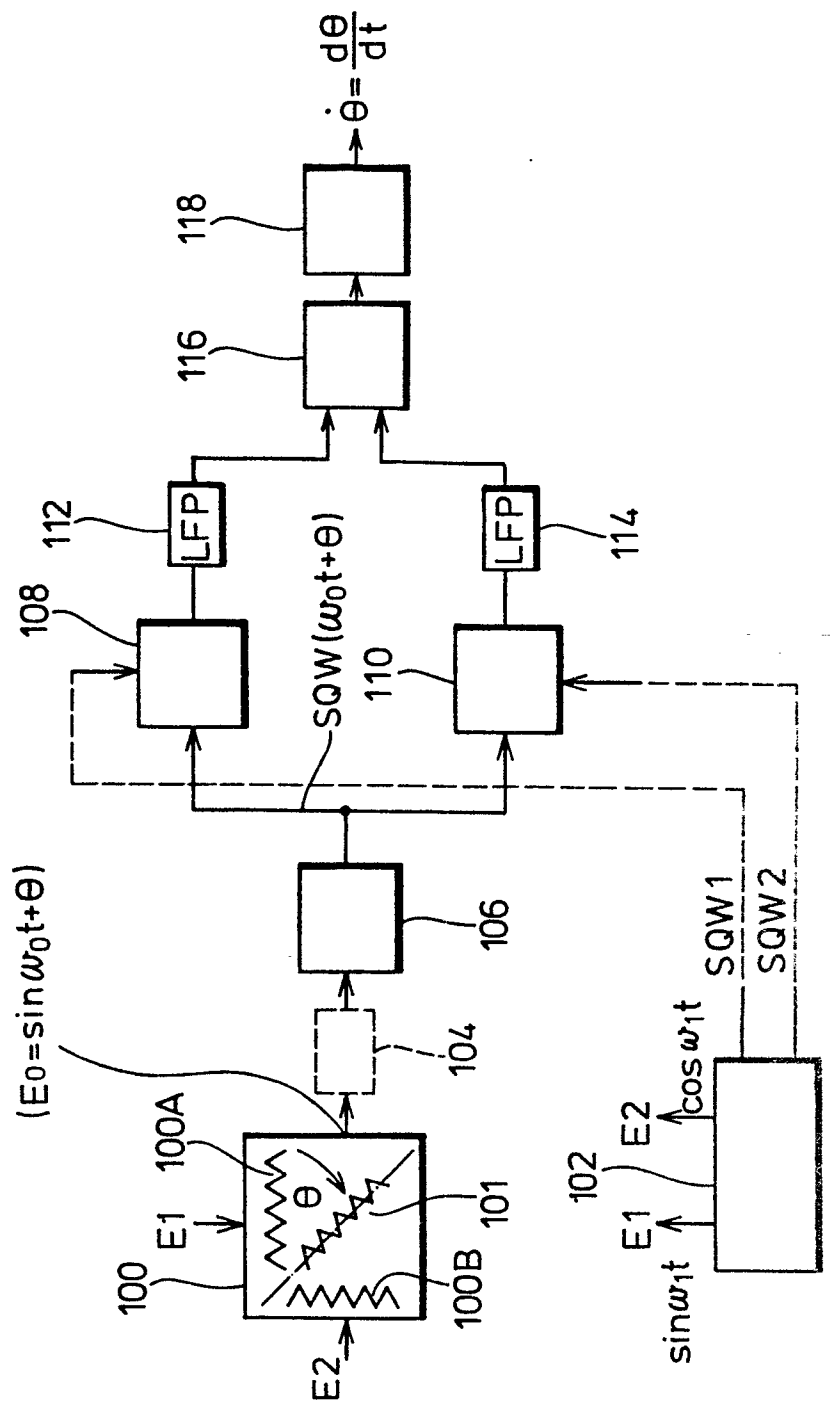 (E0=sinω0t+θ)
100
E1
100A
θ
101
100B
E2
104
106
SQW(ω0t+θ)
108
110
112
LFP
LFP
114
116
118
θ̇=dθ/dt
102
E1
sinω1t
E2
cosω1t
SQW1
SQW2